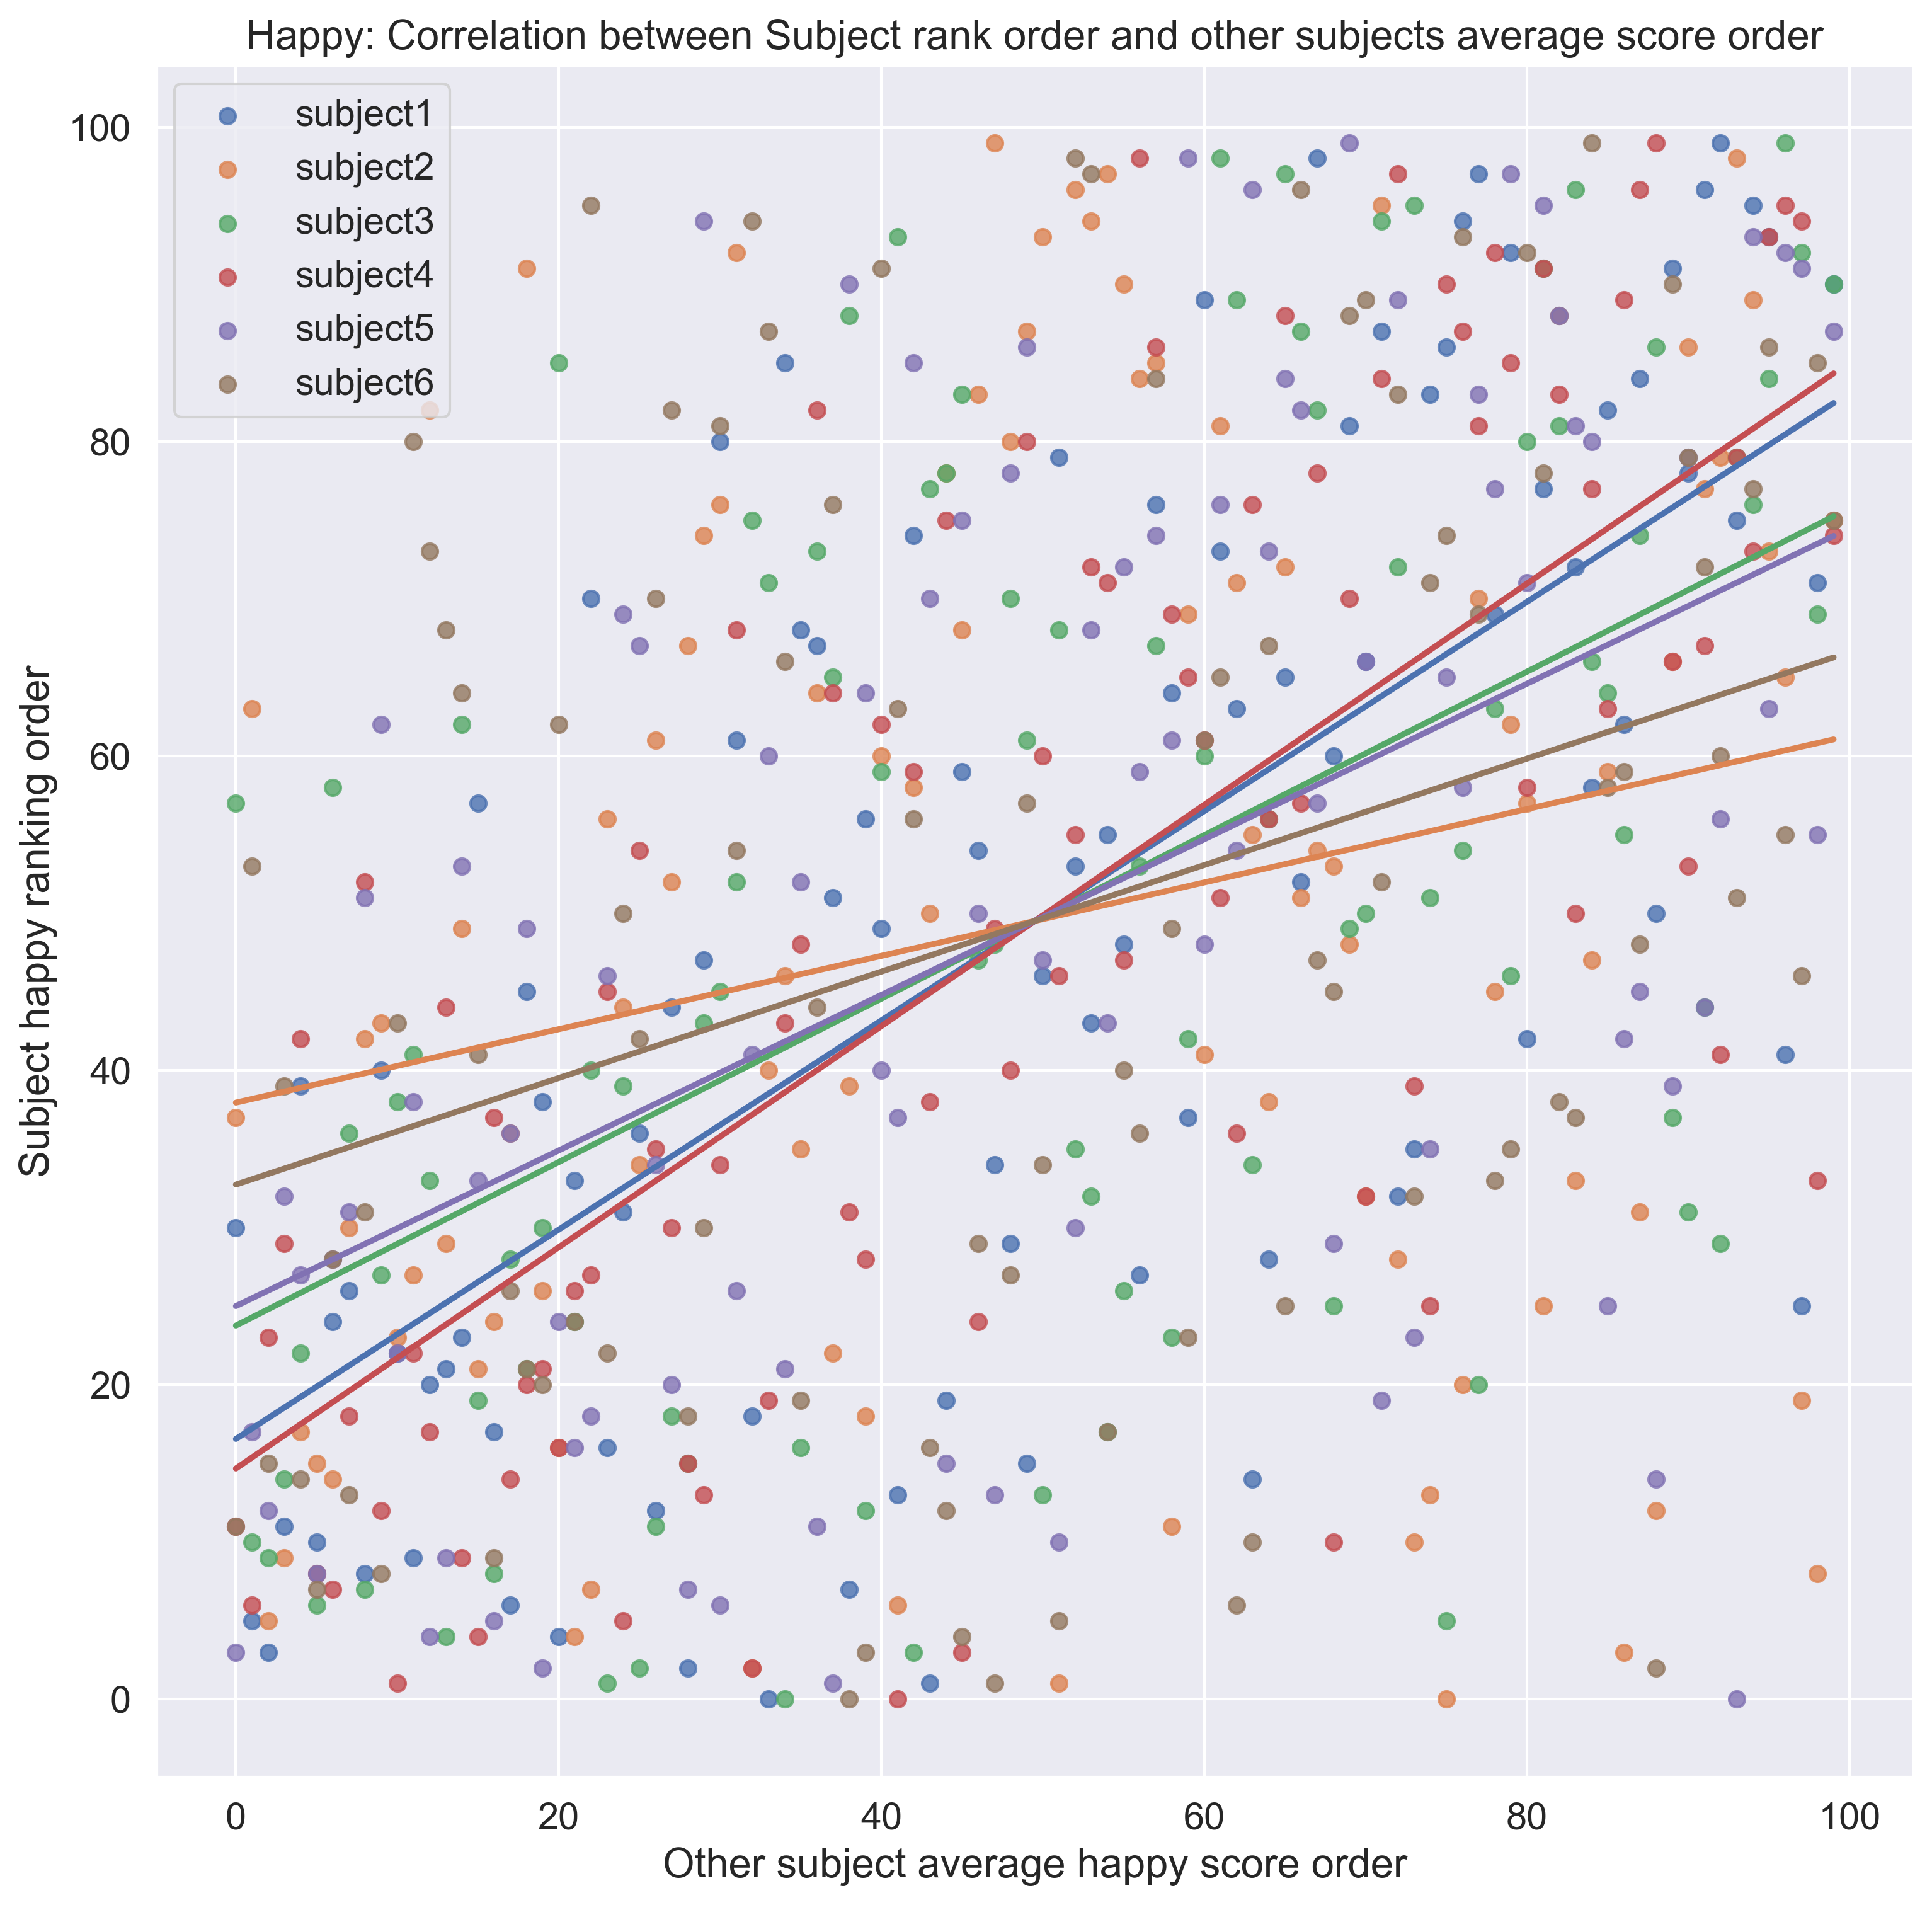 Happy: Correlation between Subject rank order and other subjects average score order
subject1
subject2
subject3
subject4
subject5
subject6
100
80
60
40
20
0
Subject happy ranking order
0 20 40 60 80 100
Other subject average happy score order